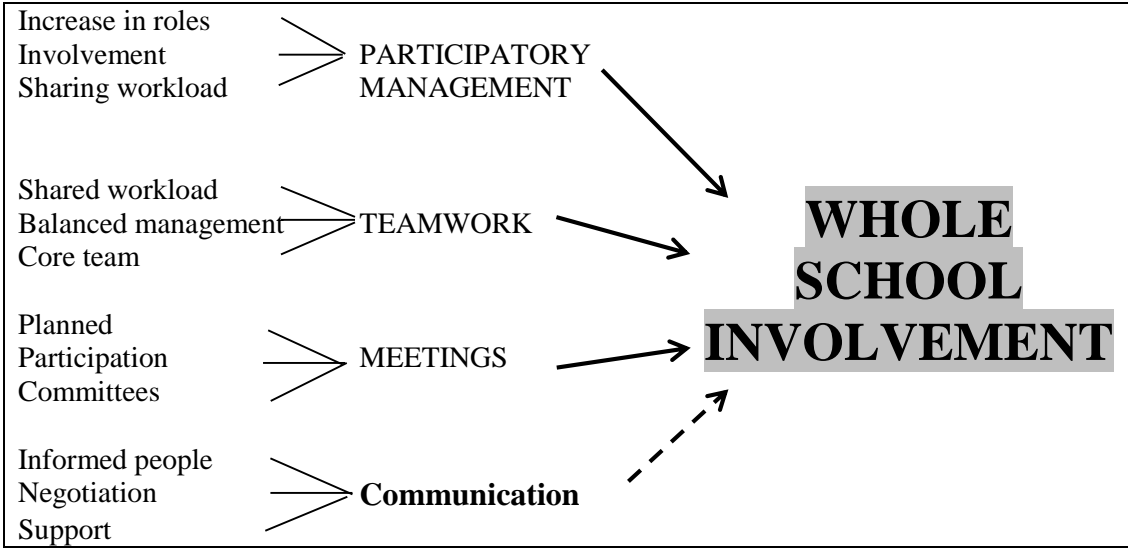 Increase in roles
Involvement
Sharing workload
PARTICIPATORY
MANAGEMENT
Shared workload
Balanced management
Core team
TEAMWORK
Planned
Participation
Committees
MEETINGS
Informed people
Negotiation
Support
Communication
WHOLE
SCHOOL
INVOLVEMENT